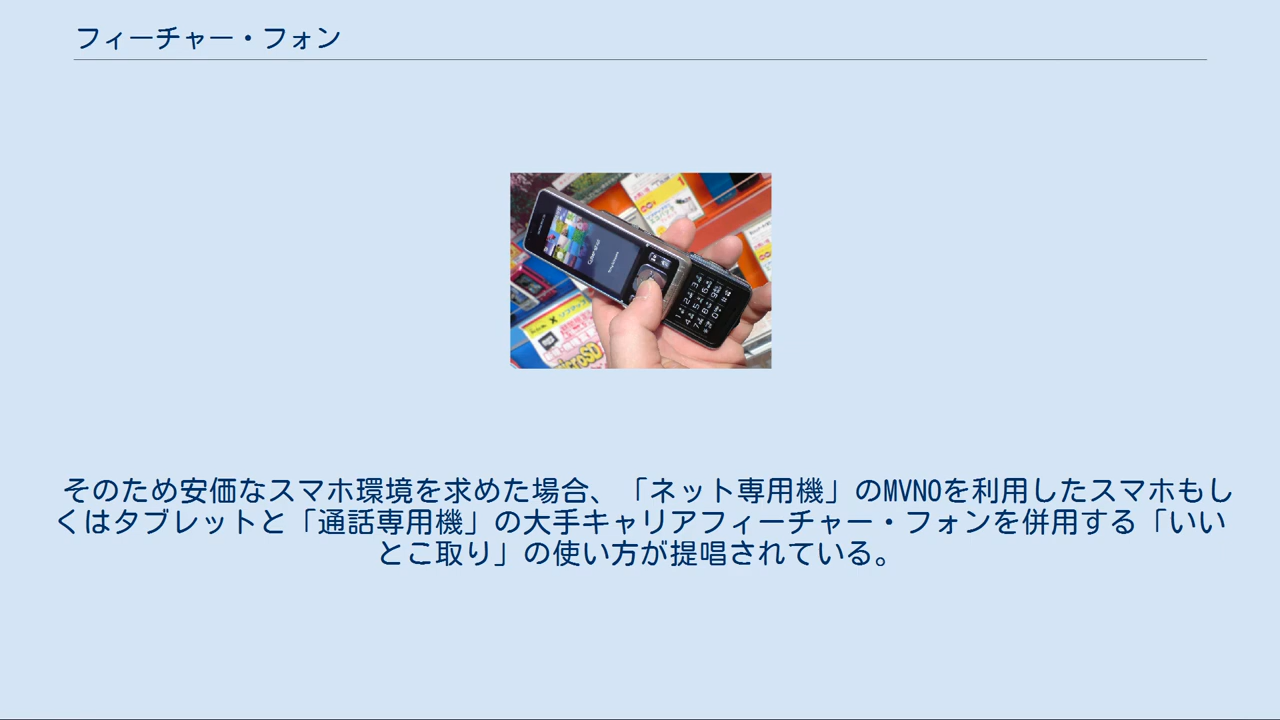 フィーチャー・フォン
そのため安価なスマホ環境を求めた場合、「ネット専用機」のMVNOを利用したスマホもし
くはタブレットと「通話専用機」の大手キャリアフィーチャー・フォンを併用する「いい
とこ取り」の使い方が提唱されている。